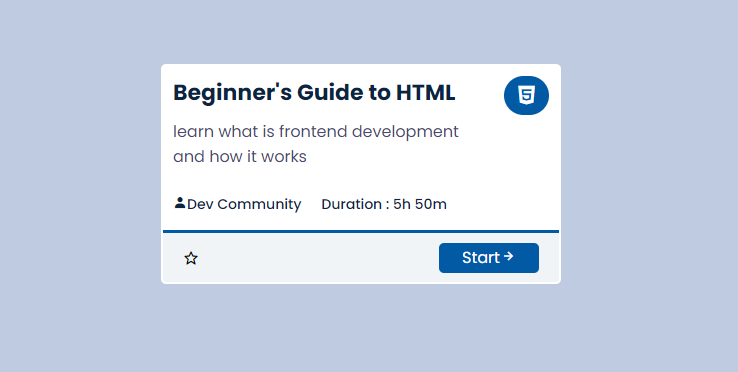 Beginner's Guide to HTML
5
learn what is frontend development
and how it works
Dev Community Duration : 5h 50m
Start